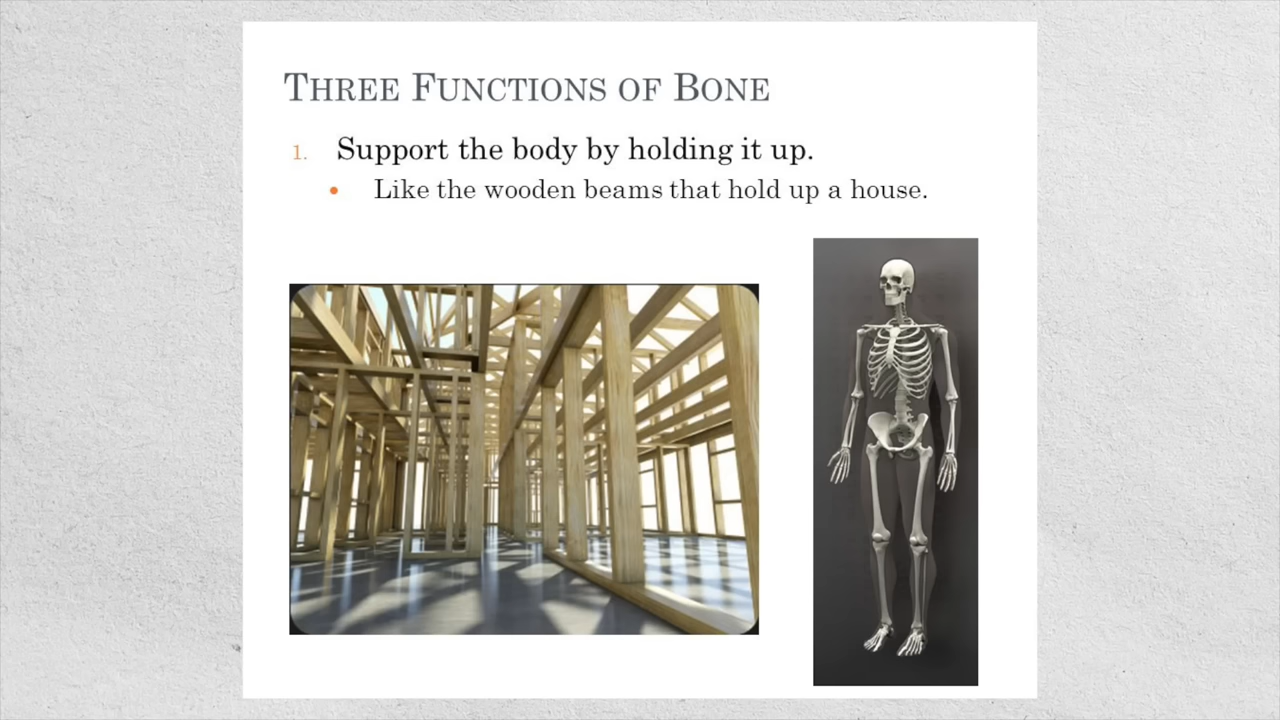 Three Functions of Bone
1. Support the body by holding it up.
• Like the wooden beams that hold up a house.